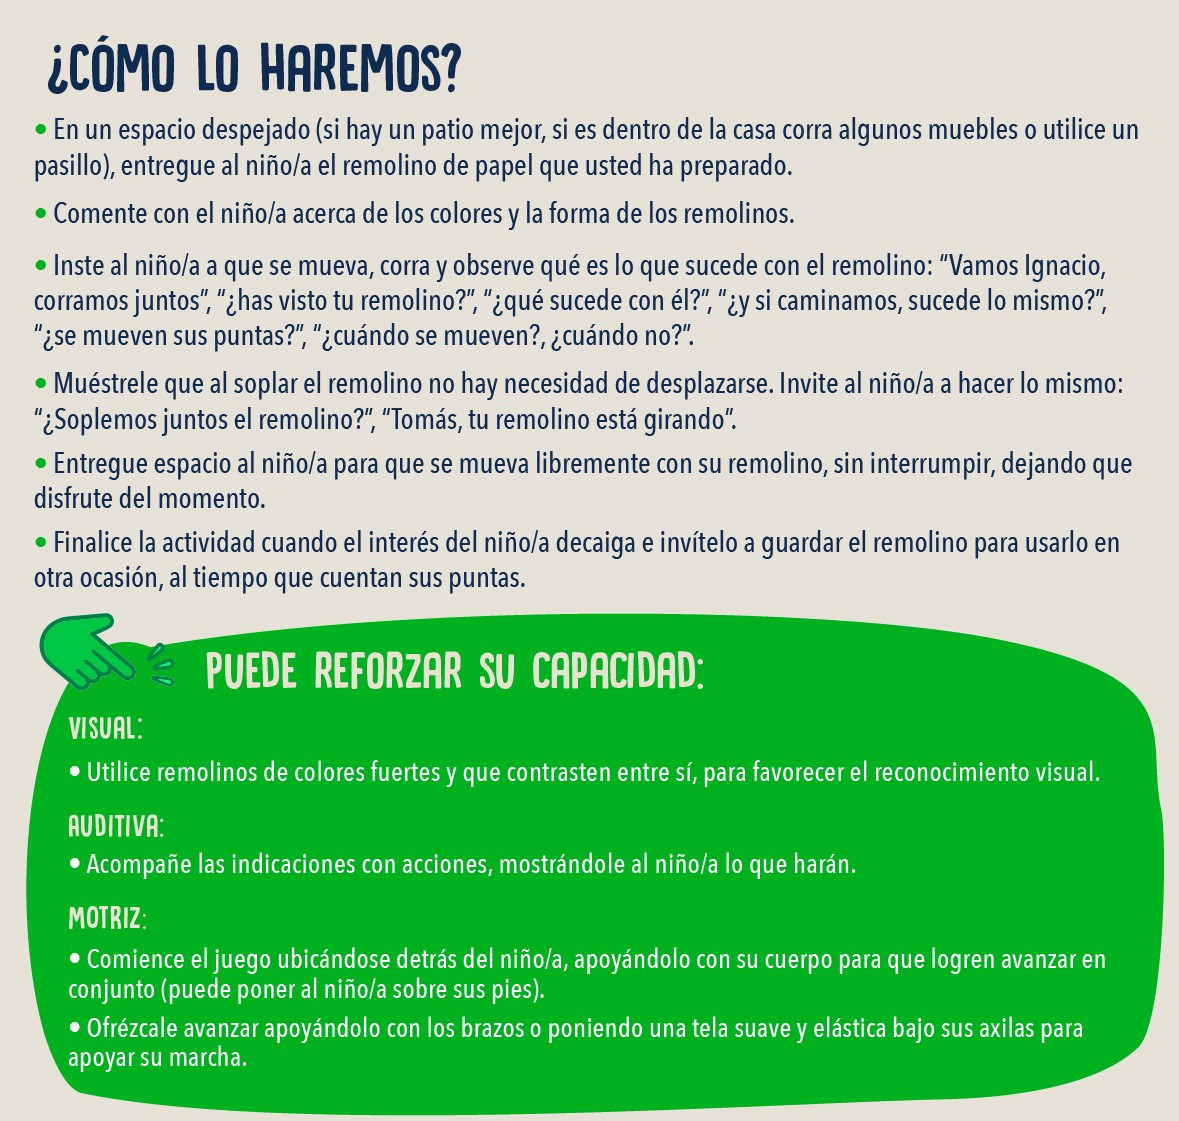 ¿CÓMO LO HAREMOS?
• En un espacio despejado (si hay un patio mejor, si es dentro de la casa corra algunos muebles o utilice un
pasillo), entregue al niño/a el remolino de papel que usted ha preparado.
• Comente con el niño/a acerca de los colores y la forma de los remolinos.
• Inste al niño/a a que se mueva, corra y observe qué es lo que sucede con el remolino: “Vamos Ignacio,
corramos juntos”, “¿has visto tu remolino?”, “¿qué sucede con él?”, “¿y si caminamos, sucede lo mismo?”,
“¿se mueven sus puntas?”, “¿cuándo se mueven?, ¿cuándo no?”.
• Muéstrele que al soplar el remolino no hay necesidad de desplazarse. Invite al niño/a a hacer lo mismo:
“¿Soplemos juntos el remolino?”, “Tomás, tu remolino está girando”.
• Entregue espacio al niño/a para que se mueva libremente con su remolino, sin interrumpir, dejando que
disfrute del momento.
• Finalice la actividad cuando el interés del niño/a decaiga e invítelo a guardar el remolino para usarlo en
otra ocasión, al tiempo que cuentan sus puntas.
PUEDE REFORZAR SU CAPACIDAD:
VISUAL:
• Utilice remolinos de colores fuertes y que contrasten entre sí, para favorecer el reconocimiento visual.
AUDITIVA:
• Acompañe las indicaciones con acciones, mostrándole al niño/a lo que harán.
MOTRIZ:
• Comience el juego ubicándose detrás del niño/a, apoyándolo con su cuerpo para que logren avanzar en
conjunto (puede poner al niño/a sobre sus pies).
• Ofrézcale avanzar apoyándolo con los brazos o poniendo una tela suave y elástica bajo sus axilas para
apoyar su marcha.